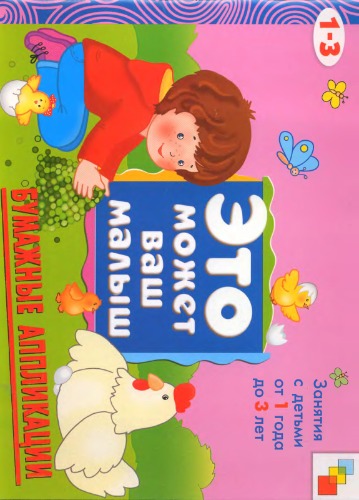 1-3
Занятия
с детьми
от 1 года
до 3 лет
ЭТО
может
ваш
малыш
БУМАЖНЫЕ АППЛИКАЦИИ